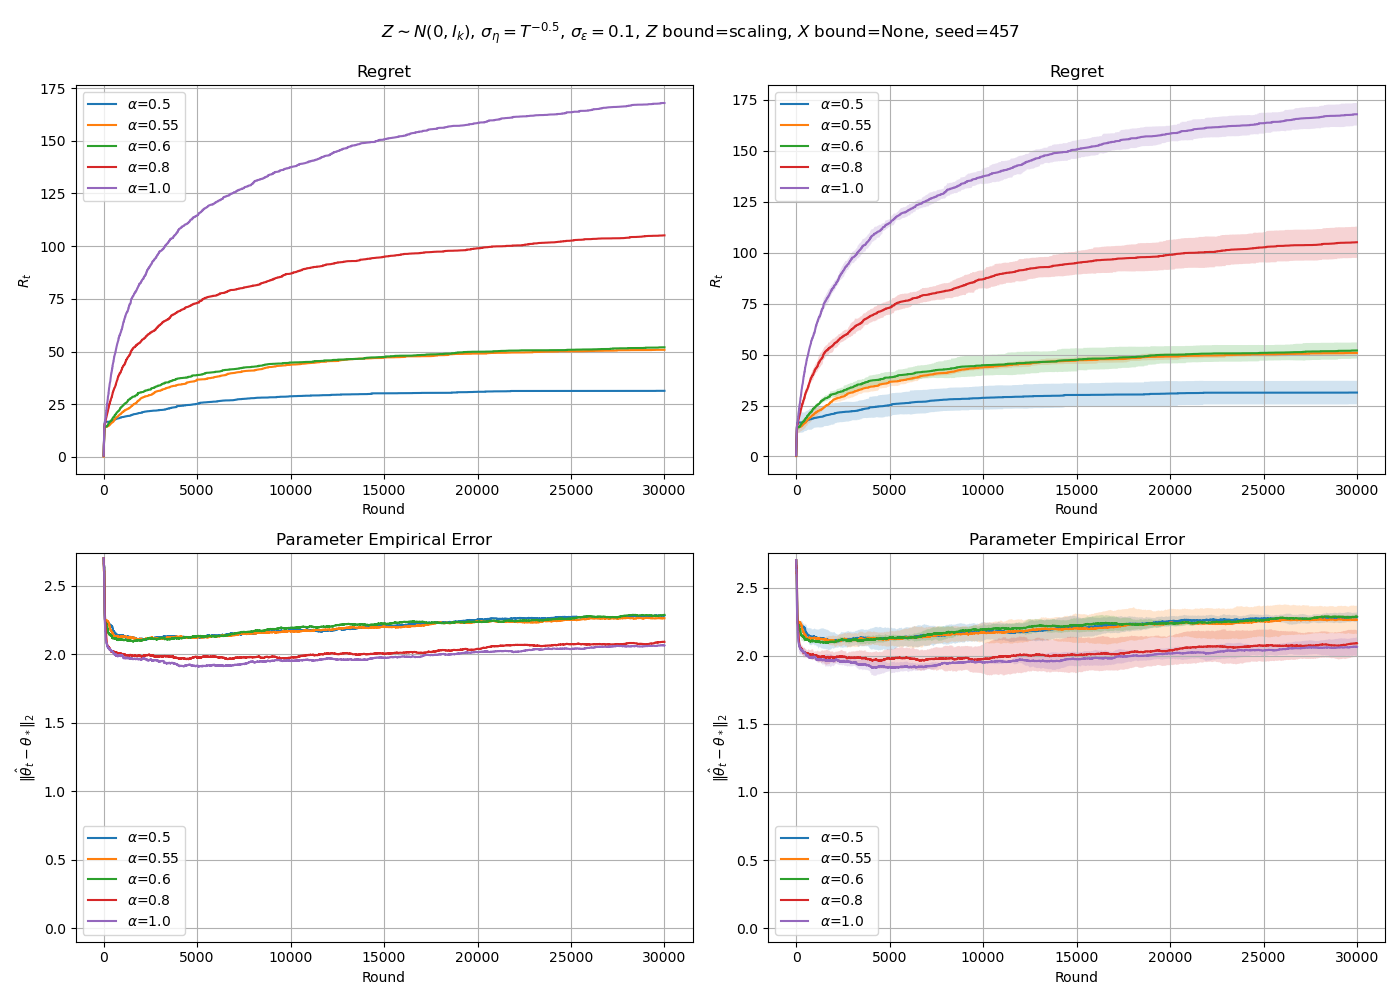 Z ∼ N(0, I_k), σ_η = T^{−0.5}, σ_ε = 0.1, Z bound=scaling, X bound=None, seed=457
Regret
R_t
175
150
125
100
75
50
25
0
α=0.5
α=0.55
α=0.6
α=0.8
α=1.0
0 5000 10000 15000 20000 25000 30000
Round
Regret
R_t
175
150
125
100
75
50
25
0
α=0.5
α=0.55
α=0.6
α=0.8
α=1.0
0 5000 10000 15000 20000 25000 30000
Round
Parameter Empirical Error
‖θ̂_t − θ_*‖₂
2.5
2.0
1.5
1.0
0.5
0.0
α=0.5
α=0.55
α=0.6
α=0.8
α=1.0
0 5000 10000 15000 20000 25000 30000
Round
Parameter Empirical Error
‖θ̂_t − θ_*‖₂
2.5
2.0
1.5
1.0
0.5
0.0
α=0.5
α=0.55
α=0.6
α=0.8
α=1.0
0 5000 10000 15000 20000 25000 30000
Round